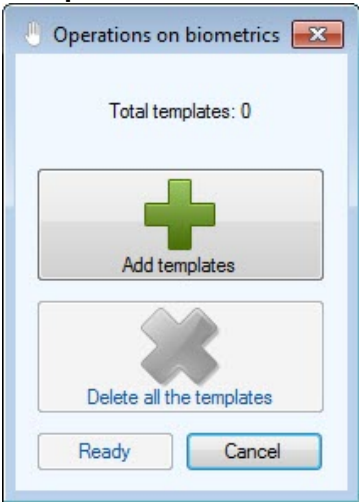 Operations on biometrics
Total templates: 0
Add templates
Delete all the templates
Ready Cancel